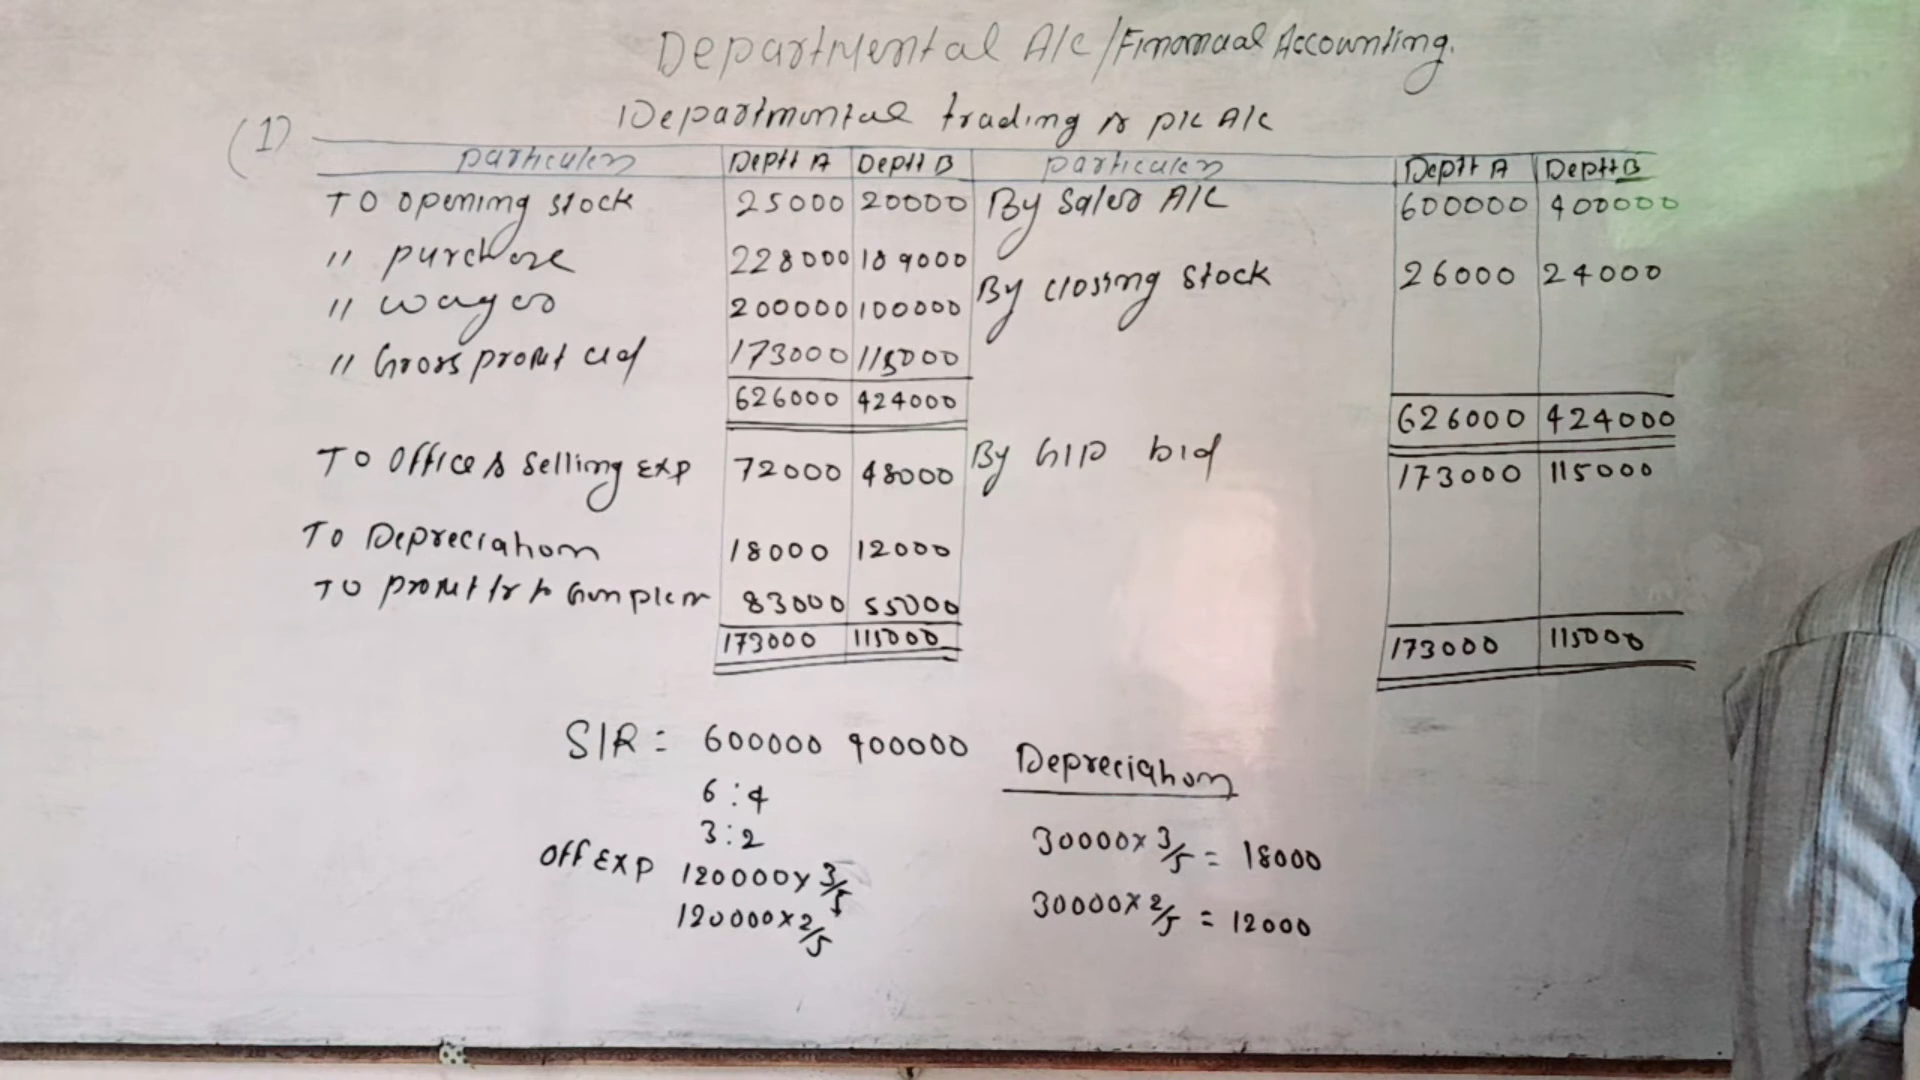 Departmental A/c/Financial Accounting.
(1) Departmental trading & P/L A/c
Particulars Deptt A Deptt B Particulars Deptt A Deptt B
To opening stock 25000 20000 By Sales A/c 600000 400000
" purchase 228000 189000 By closing stock 26000 24000
" wages 200000 100000
" Gross profit c/d 173000 115000
626000 424000 626000 424000
To Office & Selling Exp 72000 48000 By G/P b/d 173000 115000
To Depreciation 18000 12000
To profit tr to 83000 55000
173000 115000 173000 115000
S/R = 600000 400000
6:4
3:2
Off Exp 120000 x 3/5
120000 x 2/5
Depreciation
30000 x 3/5 = 18000
30000 x 2/5 = 12000